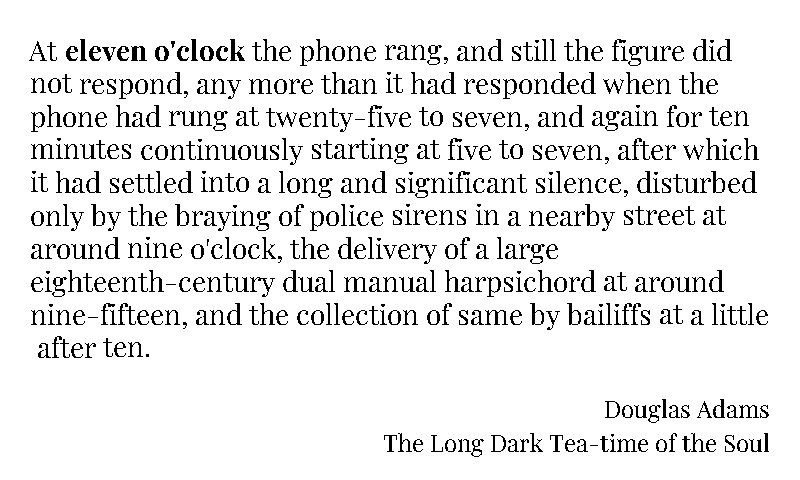 At eleven o'clock the phone rang, and still the figure did
not respond, any more than it had responded when the
phone had rung at twenty-five to seven, and again for ten
minutes continuously starting at five to seven, after which
it had settled into a long and significant silence, disturbed
only by the braying of police sirens in a nearby street at
around nine o'clock, the delivery of a large
eighteenth-century dual manual harpsichord at around
nine-fifteen, and the collection of same by bailiffs at a little
after ten.
Douglas Adams
The Long Dark Tea-time of the Soul